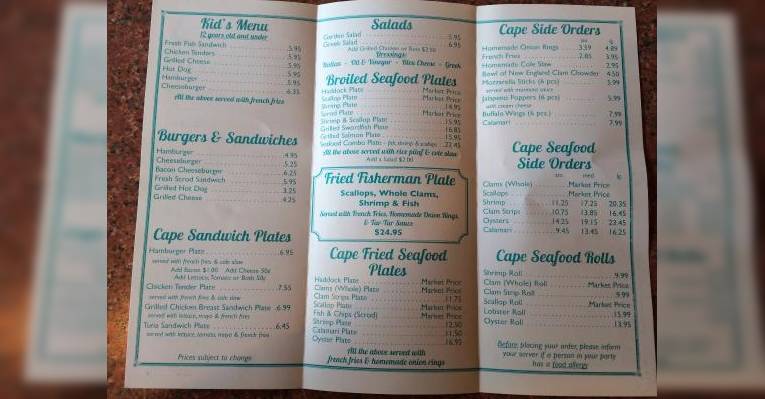 Kid's Menu
12 years old and under
Fresh Fish Sandwich 5.95
Chicken Tenders 5.95
Grilled Cheese 5.95
Hot Dog 5.95
Hamburger 5.95
Cheeseburger 6.35
All the above served with french fries
Burgers & Sandwiches
Hamburger 4.95
Cheeseburger 5.25
Bacon Cheeseburger 6.25
Fresh Scrod Sandwich 5.95
Grilled Hot Dog 3.25
Grilled Cheese 4.25
Cape Sandwich Plates
Hamburger Plate 6.95
served with french fries & cole slaw
Add Bacon $1.00 Add Cheese 50¢
Add Lettuce, Tomato or Both 50¢
Chicken Tender Plate 7.55
served with french fries & cole slaw
Grilled Chicken Breast Sandwich Plate 6.99
served with lettuce, mayo & french fries
Tuna Sandwich Plate 6.45
served with lettuce, tomato, mayo & french fries
Prices subject to change
Salads
Garden Salad 5.95
Greek Salad 6.95
Add Grilled Chicken or Tuna $2.50
Dressings
Italian - Oil & Vinegar - Bleu Cheese - Greek
Broiled Seafood Plates
Haddock Plate Market Price
Scallop Plate Market Price
Shrimp Plate 14.95
Scrod Plate Market Price
Shrimp & Scallop Plate 15.95
Grilled Swordfish Plate 16.85
Grilled Salmon Plate 15.95
Seafood Combo Plate - fish, shrimp & scallops 22.45
All the above served with rice pilaf & cole slaw
Add a Salad $2.00
Fried Fisherman Plate
Scallops, Whole Clams,
Shrimp & Fish
Served with French Fries, Homemade Onion Rings,
& Tar-Tar Sauce
$24.95
Cape Fried Seafood
Plates
Haddock Plate Market Price
Clams (Whole) Plate Market Price
Clam Strips Plate 11.75
Scallop Plate Market Price
Fish & Chips (Scrod) Market Price
Shrimp Plate 12.50
Calamari Plate 11.50
Oyster Plate 16.95
All the above served with
french fries & homemade onion rings
Cape Side Orders
sm lg
Homemade Onion Rings 3.59 4.89
French Fries 2.85 3.95
Homemade Cole Slaw 2.95
Bowl of New England Clam Chowder 4.50
Mozzarella Sticks (6 pcs) 5.99
served with marinara sauce
Jalapeno Poppers (6 pcs) 5.99
with cream cheese
Buffalo Wings (6 pcs.) 7.99
Calamari 7.99
Cape Seafood
Side Orders
sm med lg
Clams (Whole) Market Price
Scallops Market Price
Shrimp 11.25 17.25 20.35
Clam Strips 10.75 13.85 16.45
Oysters 14.25 19.15 23.45
Calamari 9.45 13.45 16.25
Cape Seafood Rolls
Shrimp Roll 9.99
Clam (Whole) Roll Market Price
Clam Strip Roll 9.99
Scallop Roll Market Price
Lobster Roll 15.99
Oyster Roll 13.95
Before placing your order, please inform
your server if a person in your party
has a food allergy